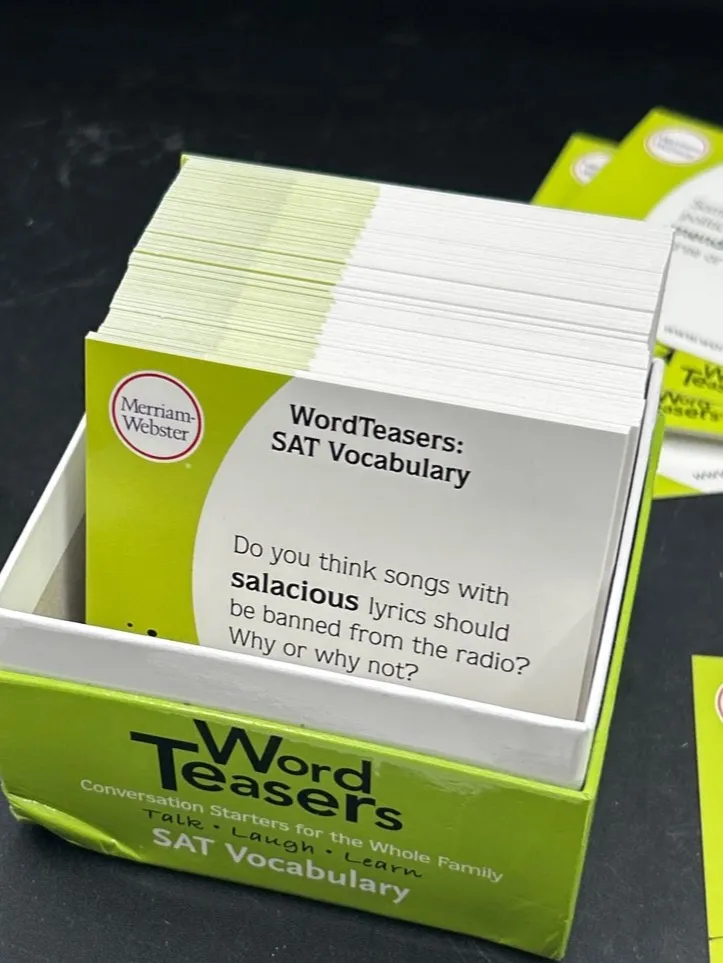 Merriam-
Webster
WordTeasers:
SAT Vocabulary
Do you think songs with
salacious lyrics should
be banned from the radio?
Why or why not?
Word
Teasers
Conversation Starters for the Whole Family
Talk • Laugh • Learn
SAT Vocabulary